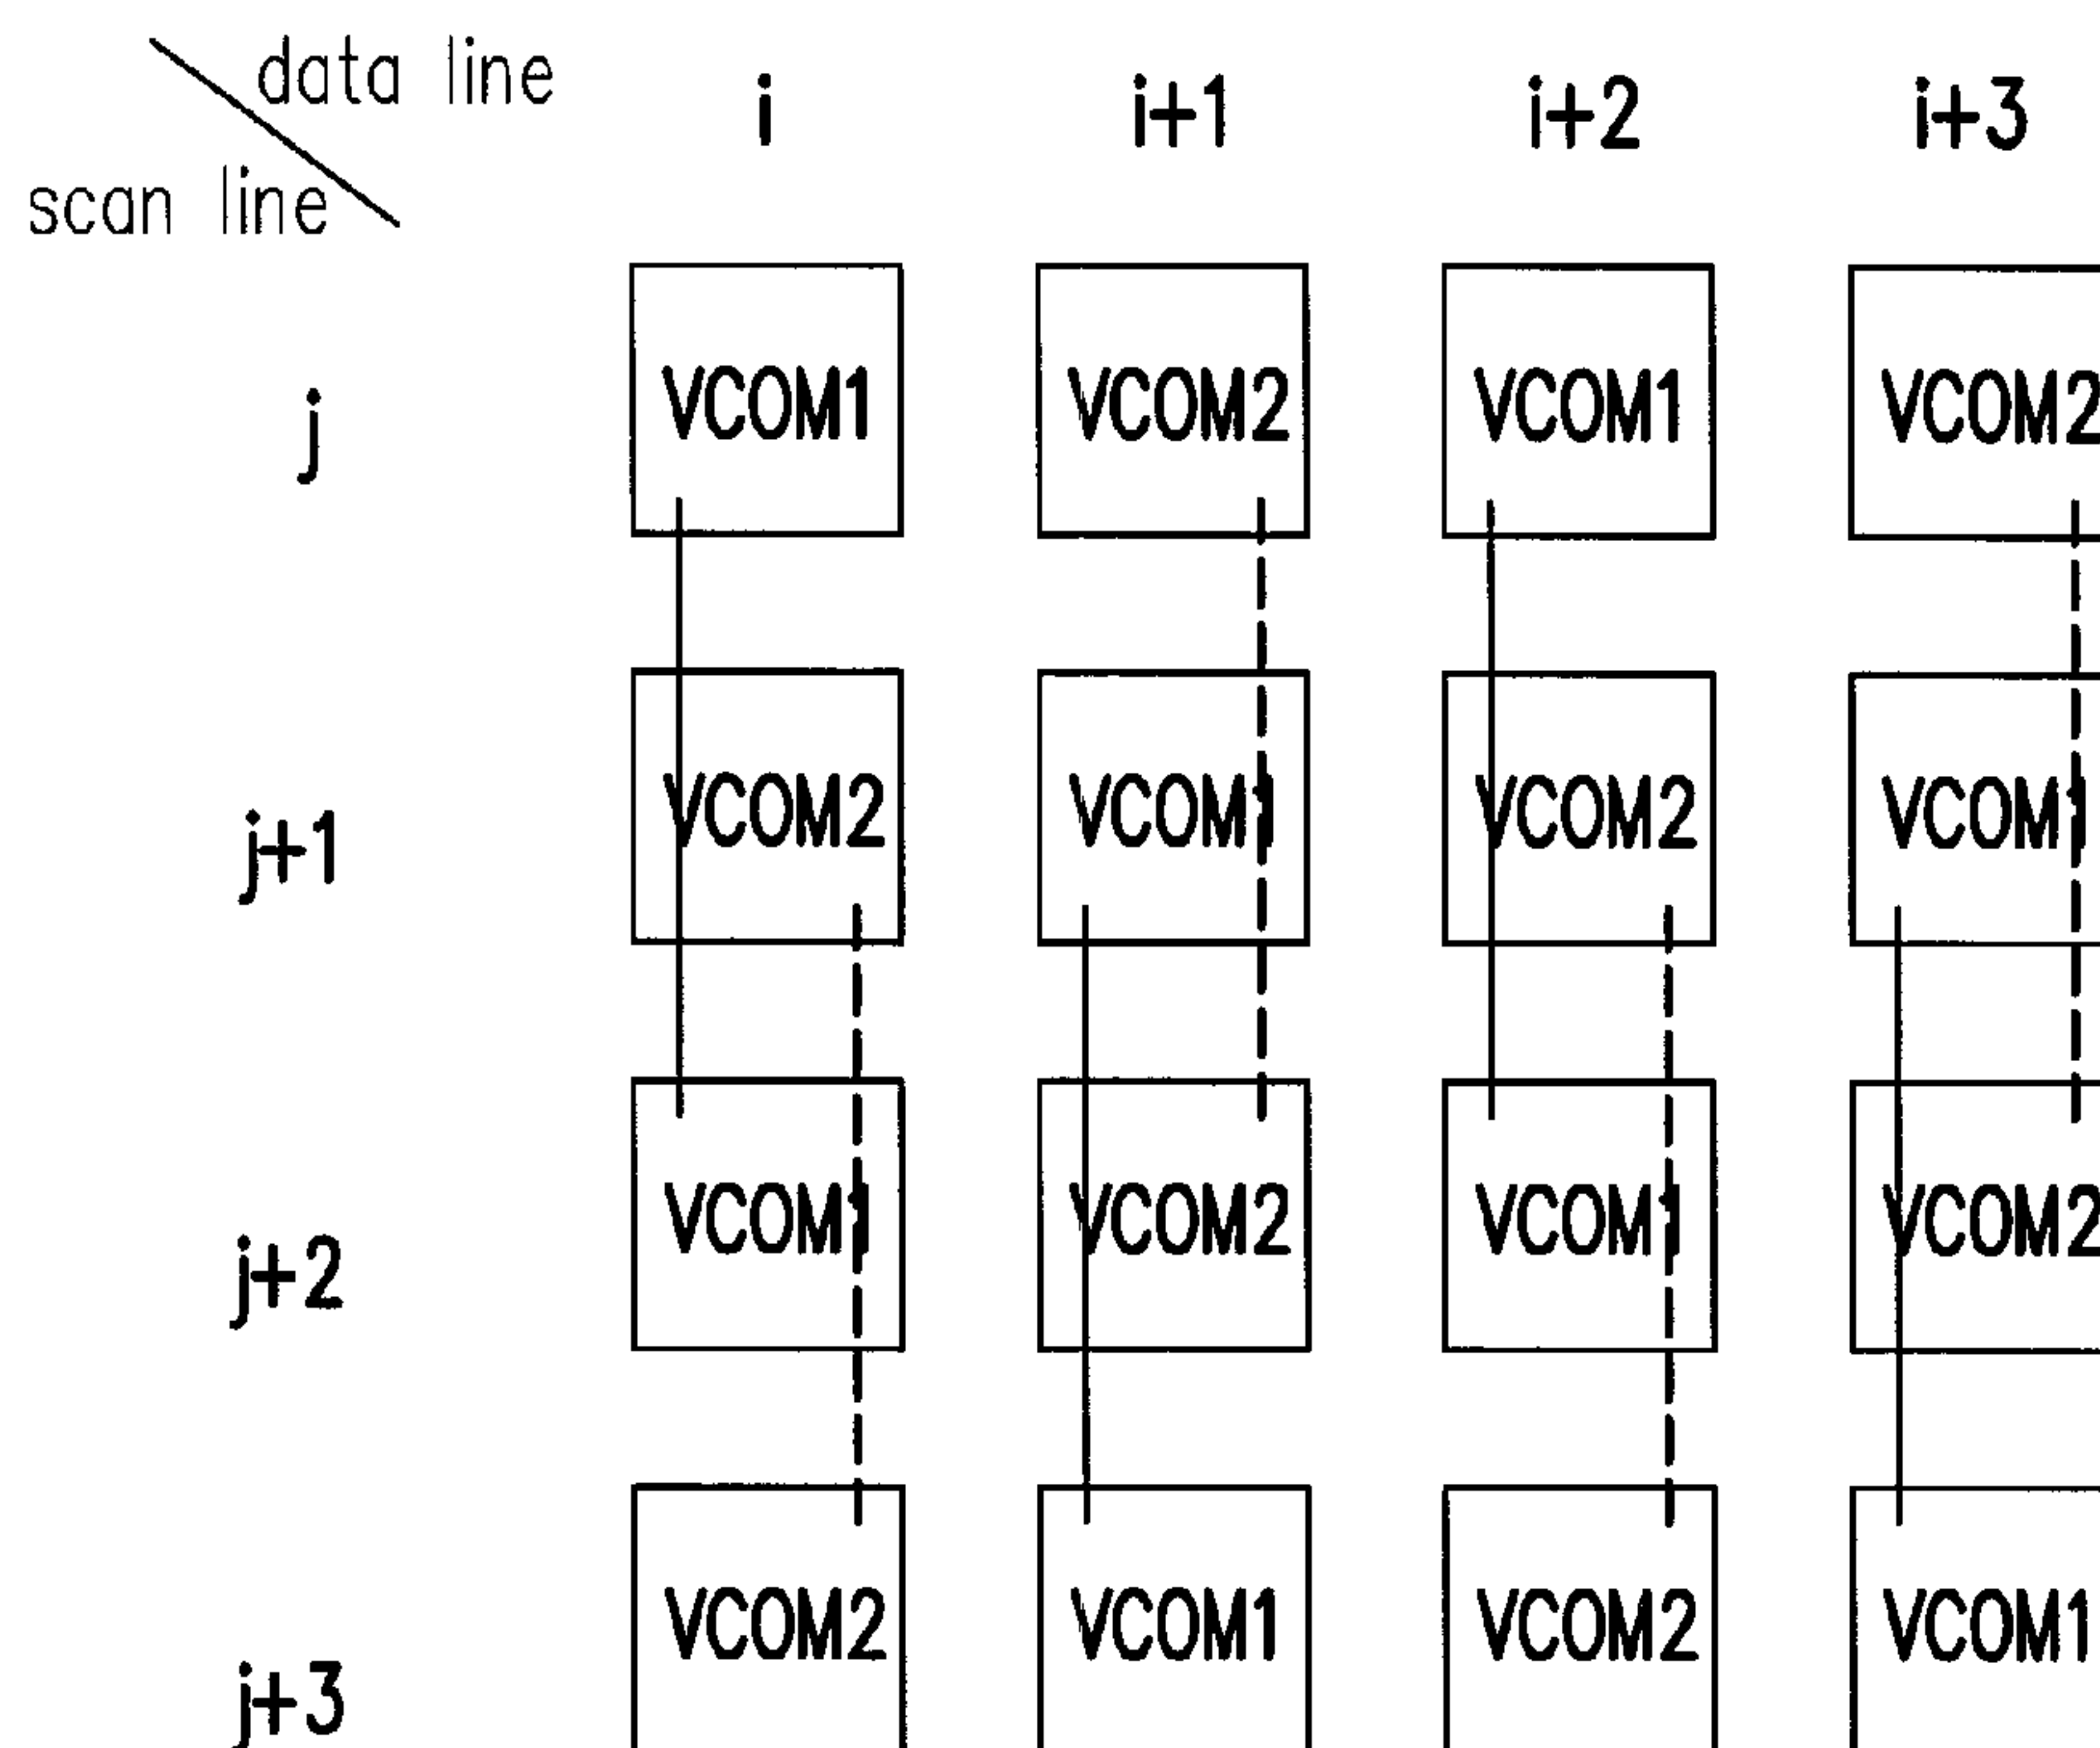 data line
scan line
i i+1 i+2 i+3
j VCOM1 VCOM2 VCOM1 VCOM2
j+1 VCOM2 VCOM1 VCOM2 VCOM1
j+2 VCOM1 VCOM2 VCOM1 VCOM2
j+3 VCOM2 VCOM1 VCOM2 VCOM1